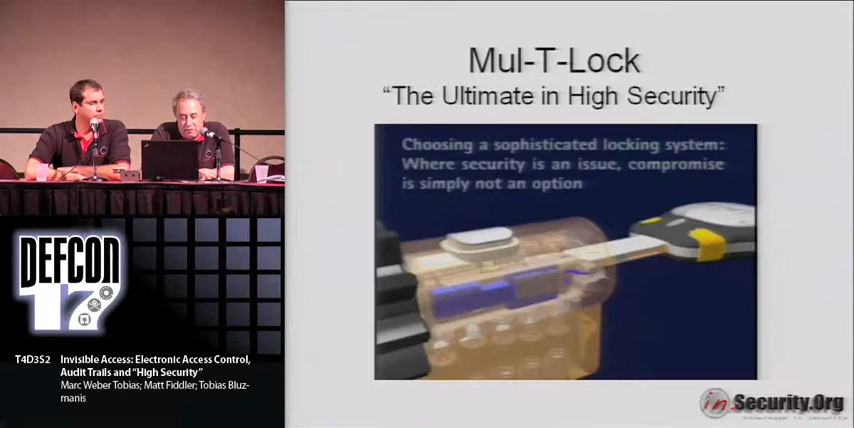 Mul-T-Lock
“The Ultimate in High Security”
Choosing a sophisticated locking system:
Where security is an issue, compromise
is simply not an option
DEFCON
17
T4D3S2 Invisible Access: Electronic Access Control,
Audit Trails and “High Security”
Marc Weber Tobias; Matt Fiddler; Tobias Bluz-
manis
in.Security.Org